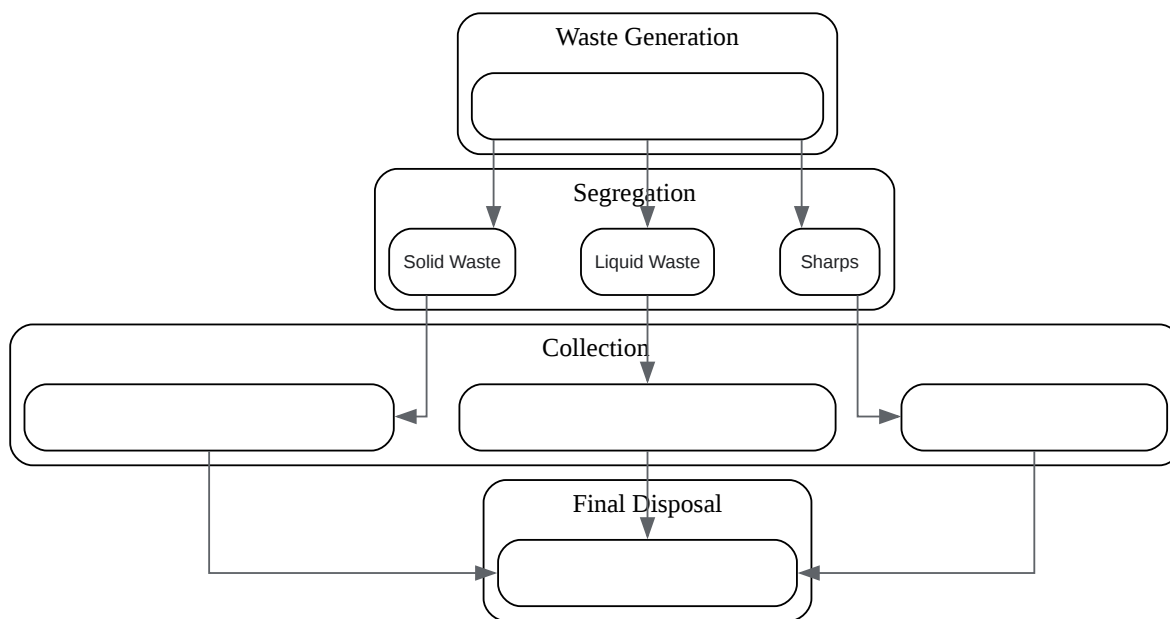 Waste Generation
Segregation
Solid Waste
Liquid Waste
Sharps
Collection
Final Disposal